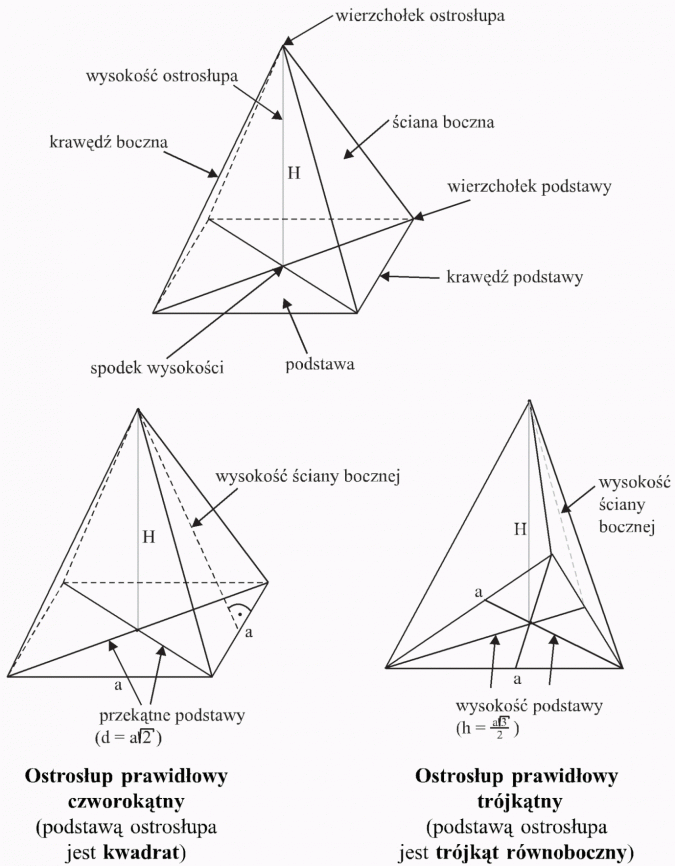 wierzchołek ostrosłupa
wysokość ostrosłupa
ściana boczna
krawędź boczna
H
wierzchołek podstawy
krawędź podstawy
spodek wysokości
podstawa
wysokość ściany bocznej
H
a
a
przekątne podstawy
(d = a√2)
wysokość
ściany
bocznej
H
a
a
wysokość podstawy
(h = a√3/2)
Ostrosłup prawidłowy
czworokątny
(podstawą ostrosłupa
jest kwadrat)
Ostrosłup prawidłowy
trójkątny
(podstawą ostrosłupa
jest trójkąt równoboczny)